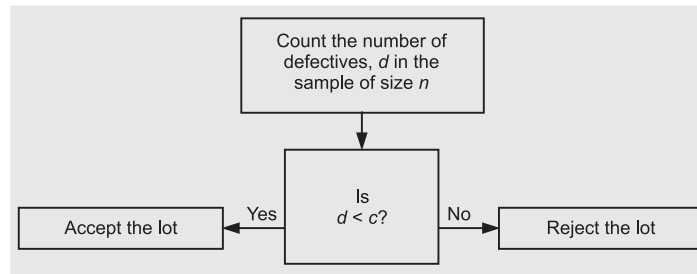 Count the number of
defectives, d in the
sample of size n
Is
d < c?
Yes
No
Accept the lot
Reject the lot